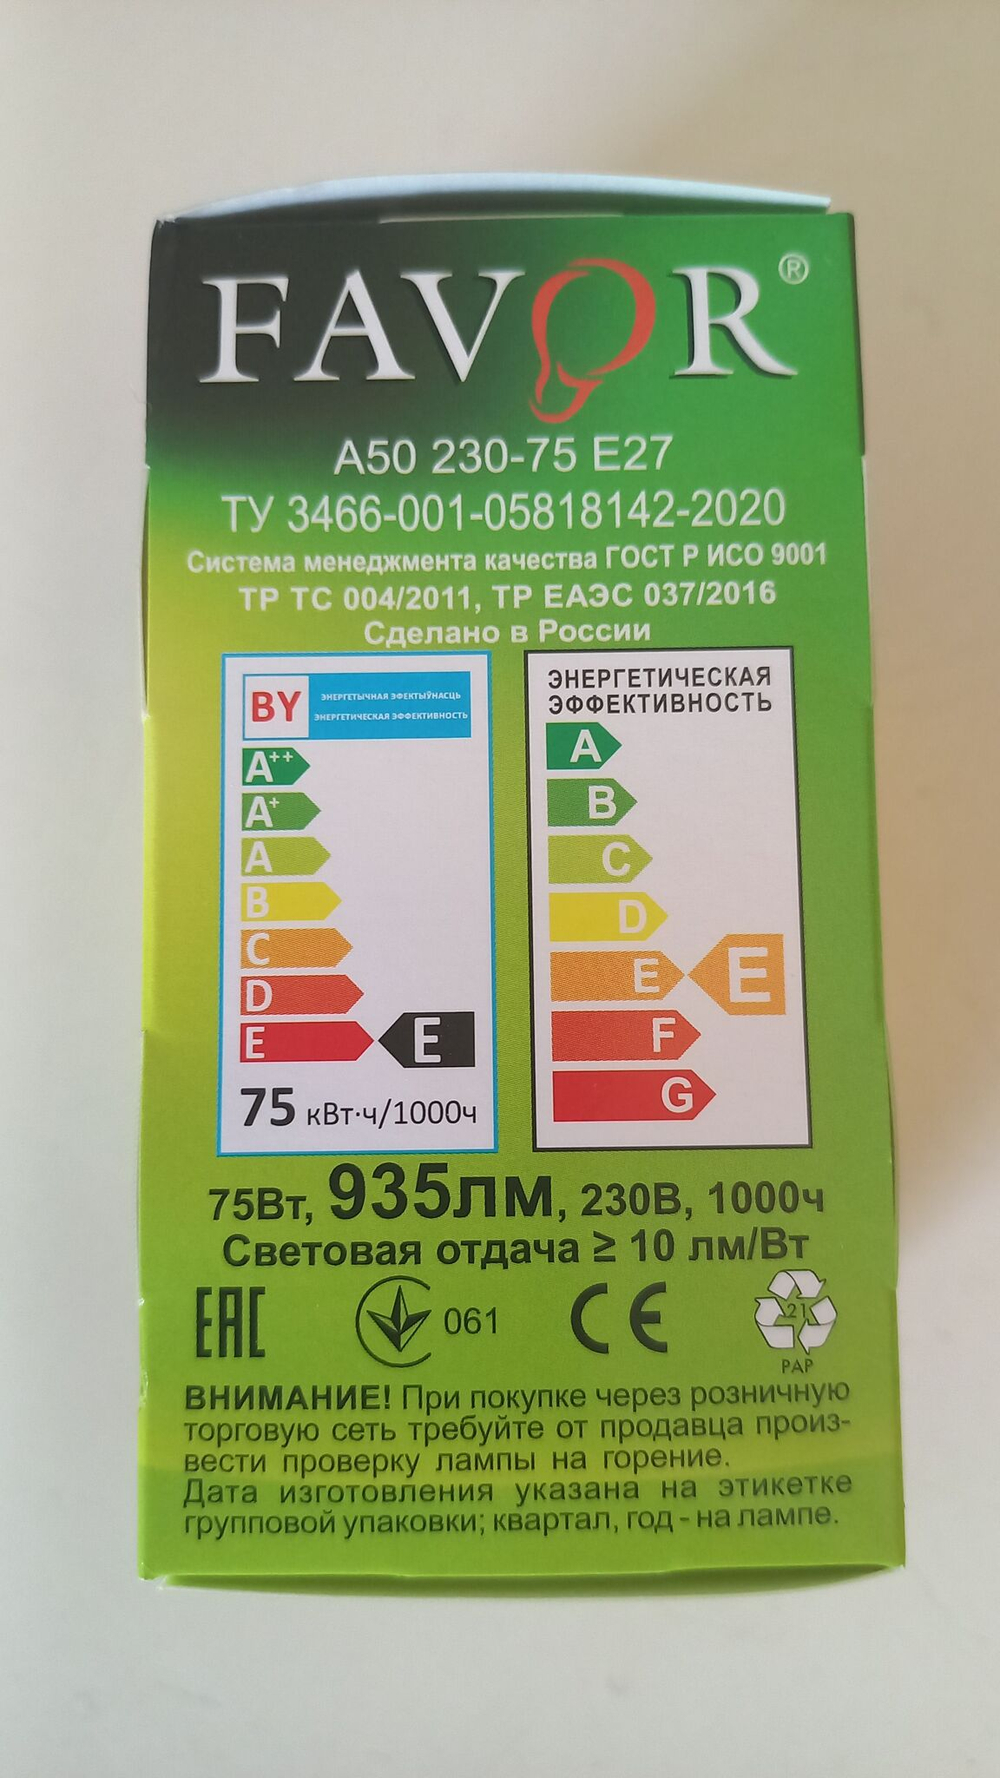 FAVOR®
А50 230-75 Е27
ТУ 3466-001-05818142-2020
Система менеджмента качества ГОСТ Р ИСО 9001
ТР ТС 004/2011, ТР ЕАЭС 037/2016
Сделано в России
BY
ЭНЕРГЕТЫЧНАЯ ЭФЕКТЫЎНАСЦЬ
ЭНЕРГЕТИЧЕСКАЯ ЭФФЕКТИВНОСТЬ
A++
A+
A
B
C
D
E
E
75 кВт·ч/1000ч
ЭНЕРГЕТИЧЕСКАЯ
ЭФФЕКТИВНОСТЬ
A
B
C
D
E
E
F
G
75Вт, 935лм, 230В, 1000ч
Световая отдача ≥ 10 лм/Вт
EAC
061
CE
21
PAP
ВНИМАНИЕ! При покупке через розничную
торговую сеть требуйте от продавца произ-
вести проверку лампы на горение.
Дата изготовления указана на этикетке
групповой упаковки; квартал, год - на лампе.